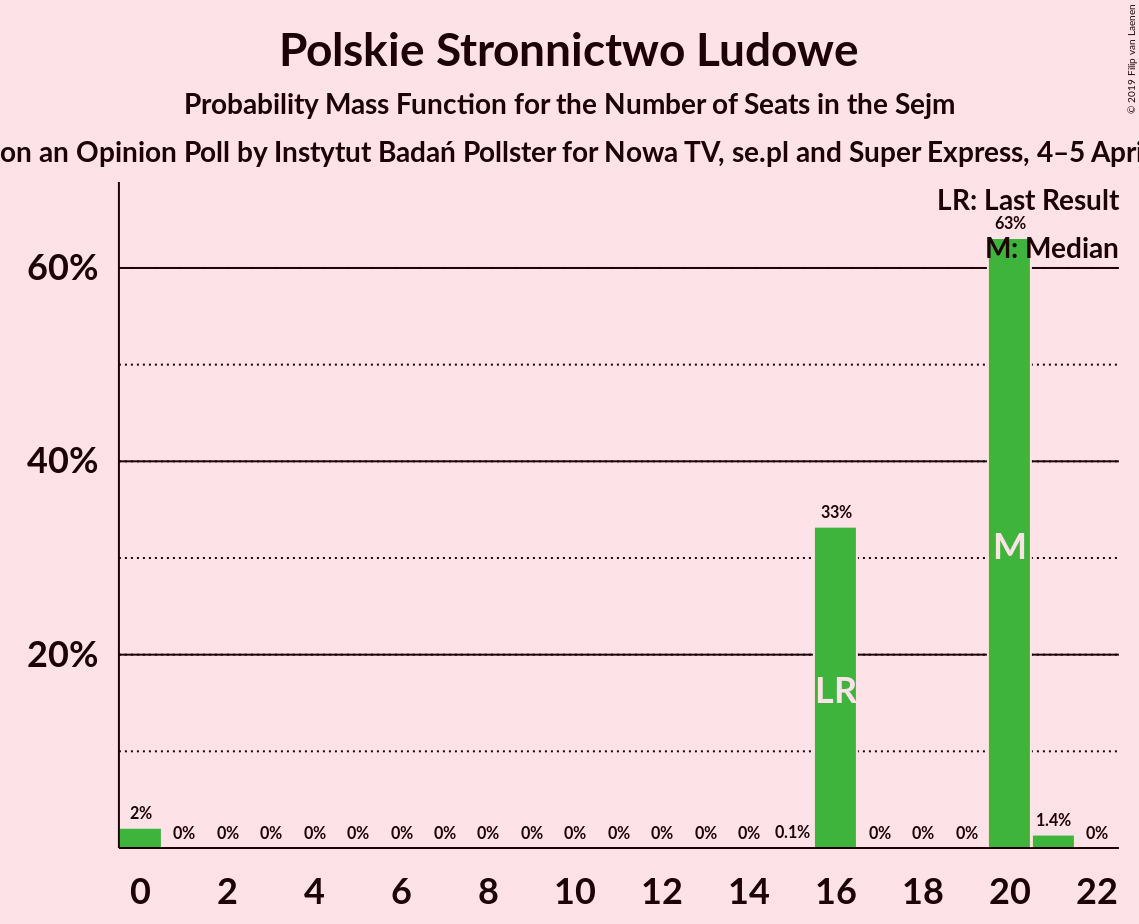 Polskie Stronnictwo Ludowe
Probability Mass Function for the Number of Seats in the Sejm
on an Opinion Poll by Instytut Badań Pollster for Nowa TV, se.pl and Super Express, 4–5 Apri
© 2019 Filip van Laenen
LR: Last Result
M: Median
63%
60%
40%
20%
33%
M
LR
2%
0% 0% 0% 0% 0% 0% 0% 0% 0% 0% 0% 0% 0% 0% 0.1% 0% 0% 0% 1.4% 0%
0 2 4 6 8 10 12 14 16 18 20 22